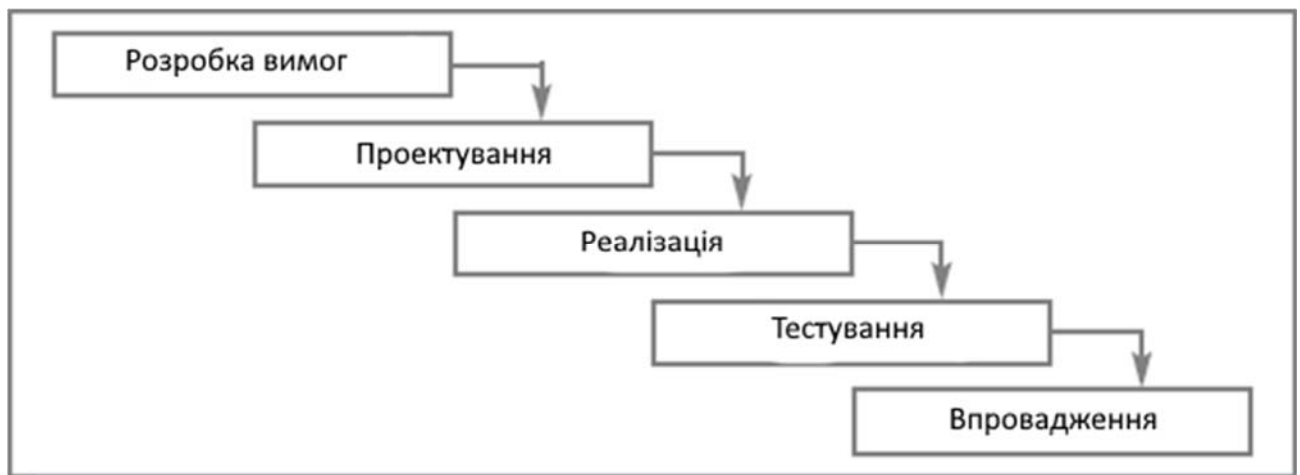 Розробка вимог
Проектування
Реалізація
Тестування
Впровадження